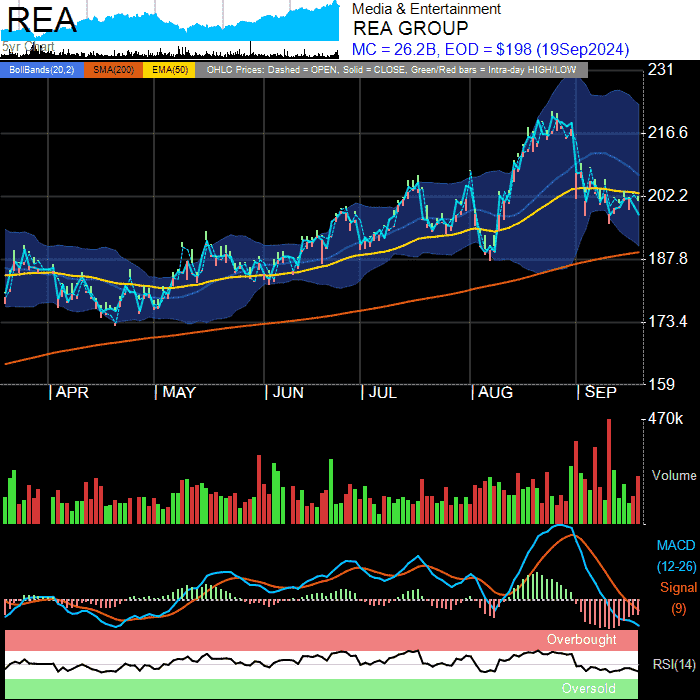 REA
5yr Chart
Media & Entertainment
REA GROUP
MC = 26.2B, EOD = $198 (19Sep2024)
BollBands(20,2) SMA(200) EMA(50) OHLC Prices: Dashed = OPEN, Solid = CLOSE, Green/Red bars = Intra-day HIGH/LOW
231
216.6
202.2
187.8
173.4
159
APR MAY JUN JUL AUG SEP
470k
Volume
MACD
(12-26)
Signal
(9)
Overbought
RSI(14)
Oversold